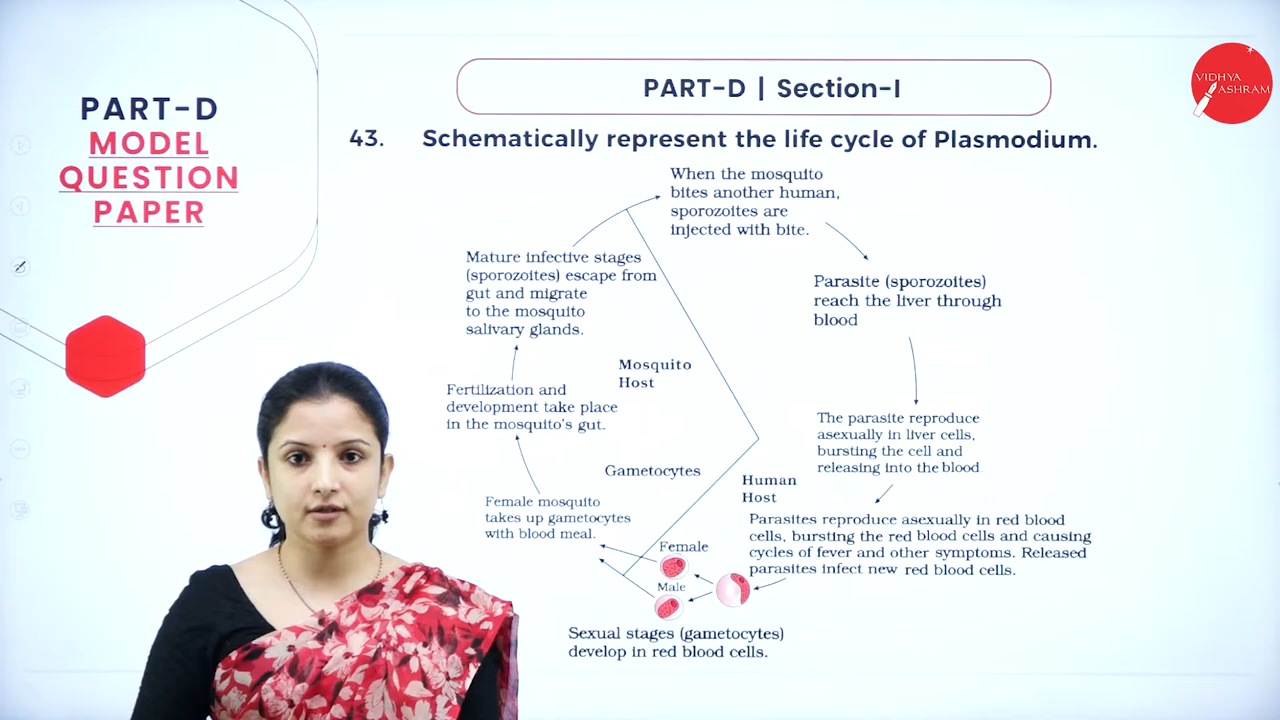 PART-D
MODEL
QUESTION
PAPER
PART-D | Section-I
VIDHYA
ASHRAM
43. Schematically represent the life cycle of Plasmodium.
When the mosquito
bites another human,
sporozoites are
injected with bite.
Parasite (sporozoites)
reach the liver through
blood
The parasite reproduce
asexually in liver cells,
bursting the cell and
releasing into the blood
Human
Host
Parasites reproduce asexually in red blood
cells, bursting the red blood cells and causing
cycles of fever and other symptoms. Released
parasites infect new red blood cells.
Female
Male
Sexual stages (gametocytes)
develop in red blood cells.
Gametocytes
Female mosquito
takes up gametocytes
with blood meal.
Fertilization and
development take place
in the mosquito's gut.
Mosquito
Host
Mature infective stages
(sporozoites) escape from
gut and migrate
to the mosquito
salivary glands.